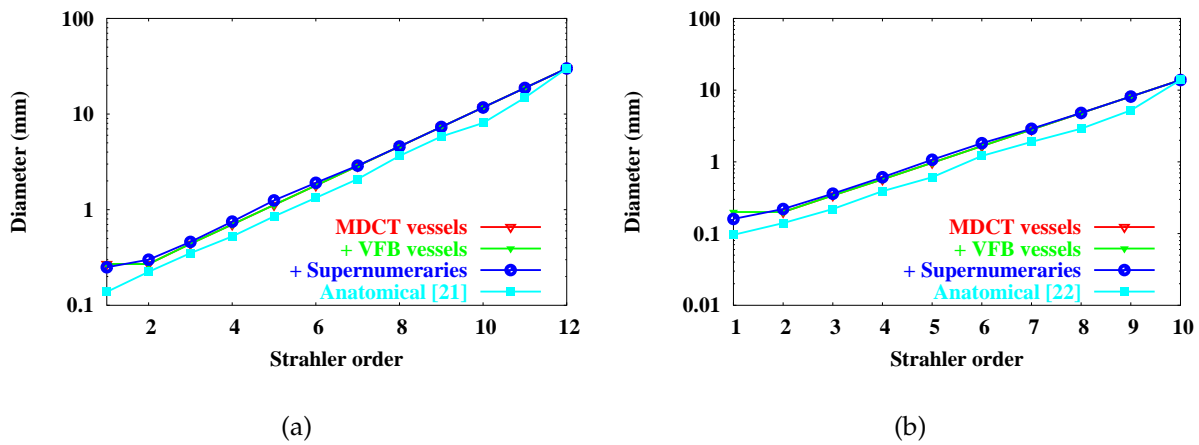 100
10
1
0.1
Diameter (mm)
2
4
6
8
10
12
Strahler order
MDCT vessels
+ VFB vessels
+ Supernumeraries
Anatomical [21]
(a)
100
10
1
0.1
0.01
Diameter (mm)
1
2
3
4
5
6
7
8
9
10
Strahler order
MDCT vessels
+ VFB vessels
+ Supernumeraries
Anatomical [22]
(b)